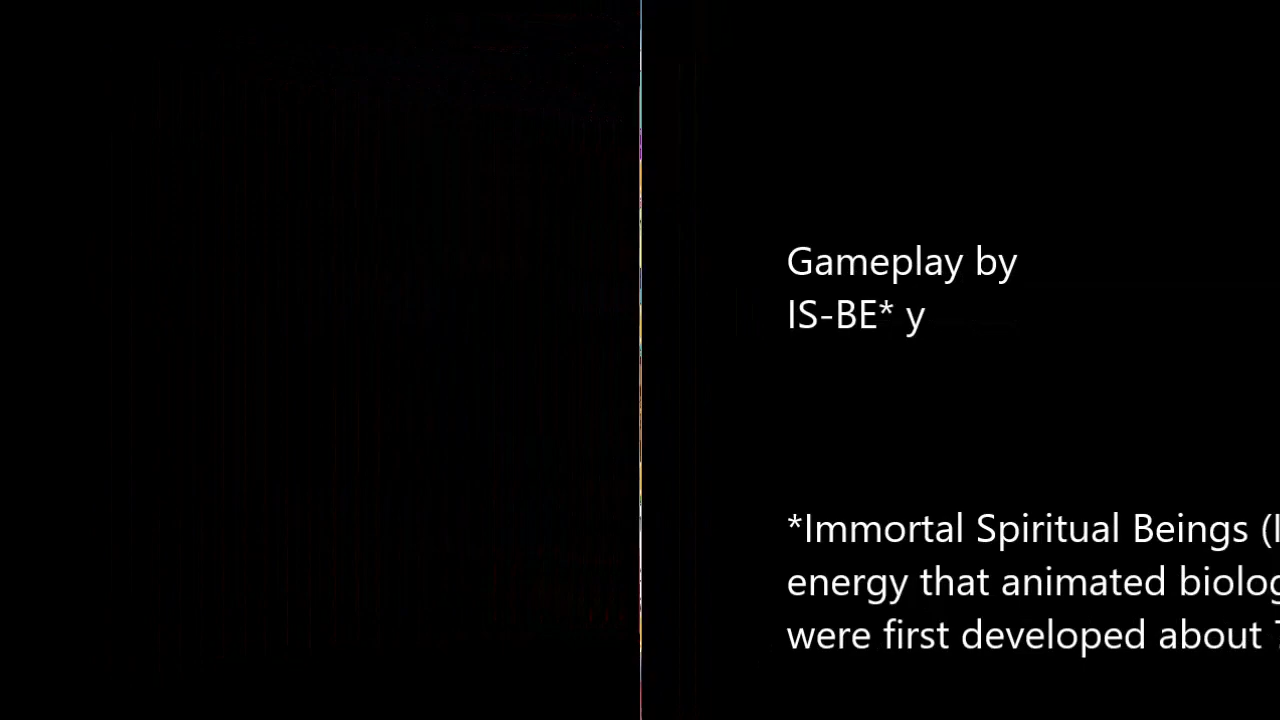 Gameplay by
IS-BE* y
*Immortal Spiritual Beings (I
energy that animated biolog
were first developed about